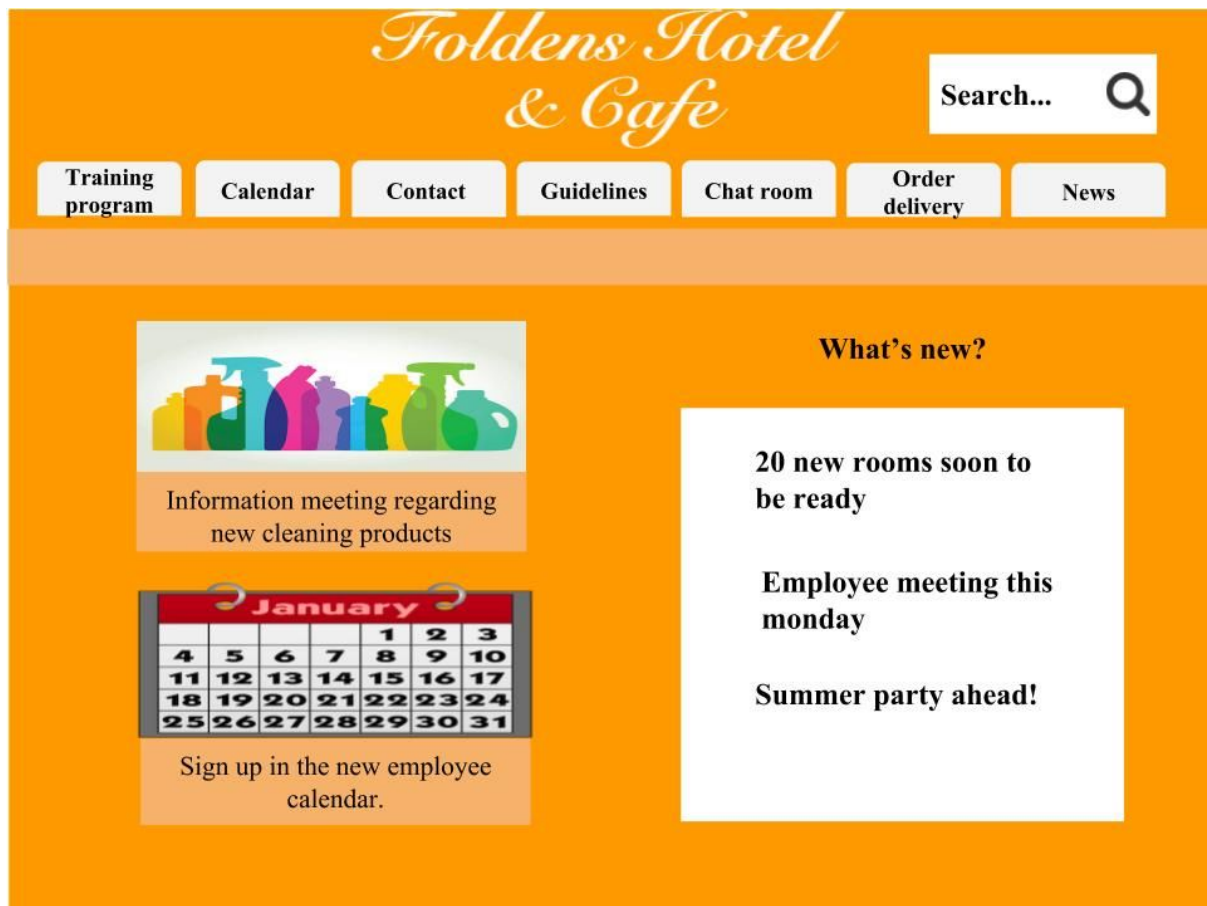 Foldens Hotel
& Cafe
Search...
Training
program
Calendar
Contact
Guidelines
Chat room
Order
delivery
News
What’s new?
Information meeting regarding
new cleaning products
20 new rooms soon to
be ready
Employee meeting this
monday
Summer party ahead!
January
1 2 3
4 5 6 7 8 9 10
11 12 13 14 15 16 17
18 19 20 21 22 23 24
25 26 27 28 29 30 31
Sign up in the new employee
calendar.